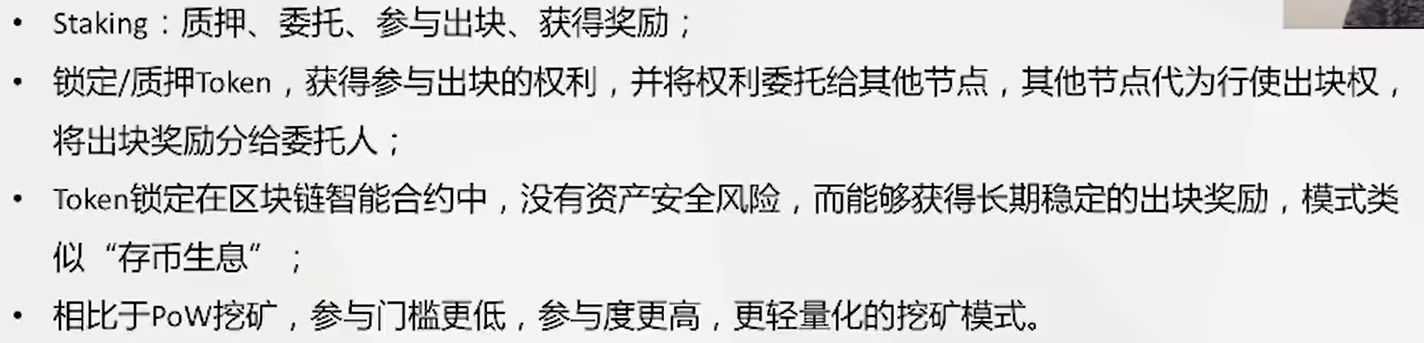 • Staking：质押、委托、参与出块、获得奖励；
• 锁定/质押Token，获得参与出块的权利，并将权利委托给其他节点，其他节点代为行使出块权，
将出块奖励分给委托人；
• Token锁定在区块链智能合约中，没有资产安全风险，而能够获得长期稳定的出块奖励，模式类
似“存币生息”；
• 相比于PoW挖矿，参与门槛更低，参与度更高，更轻量化的挖矿模式。